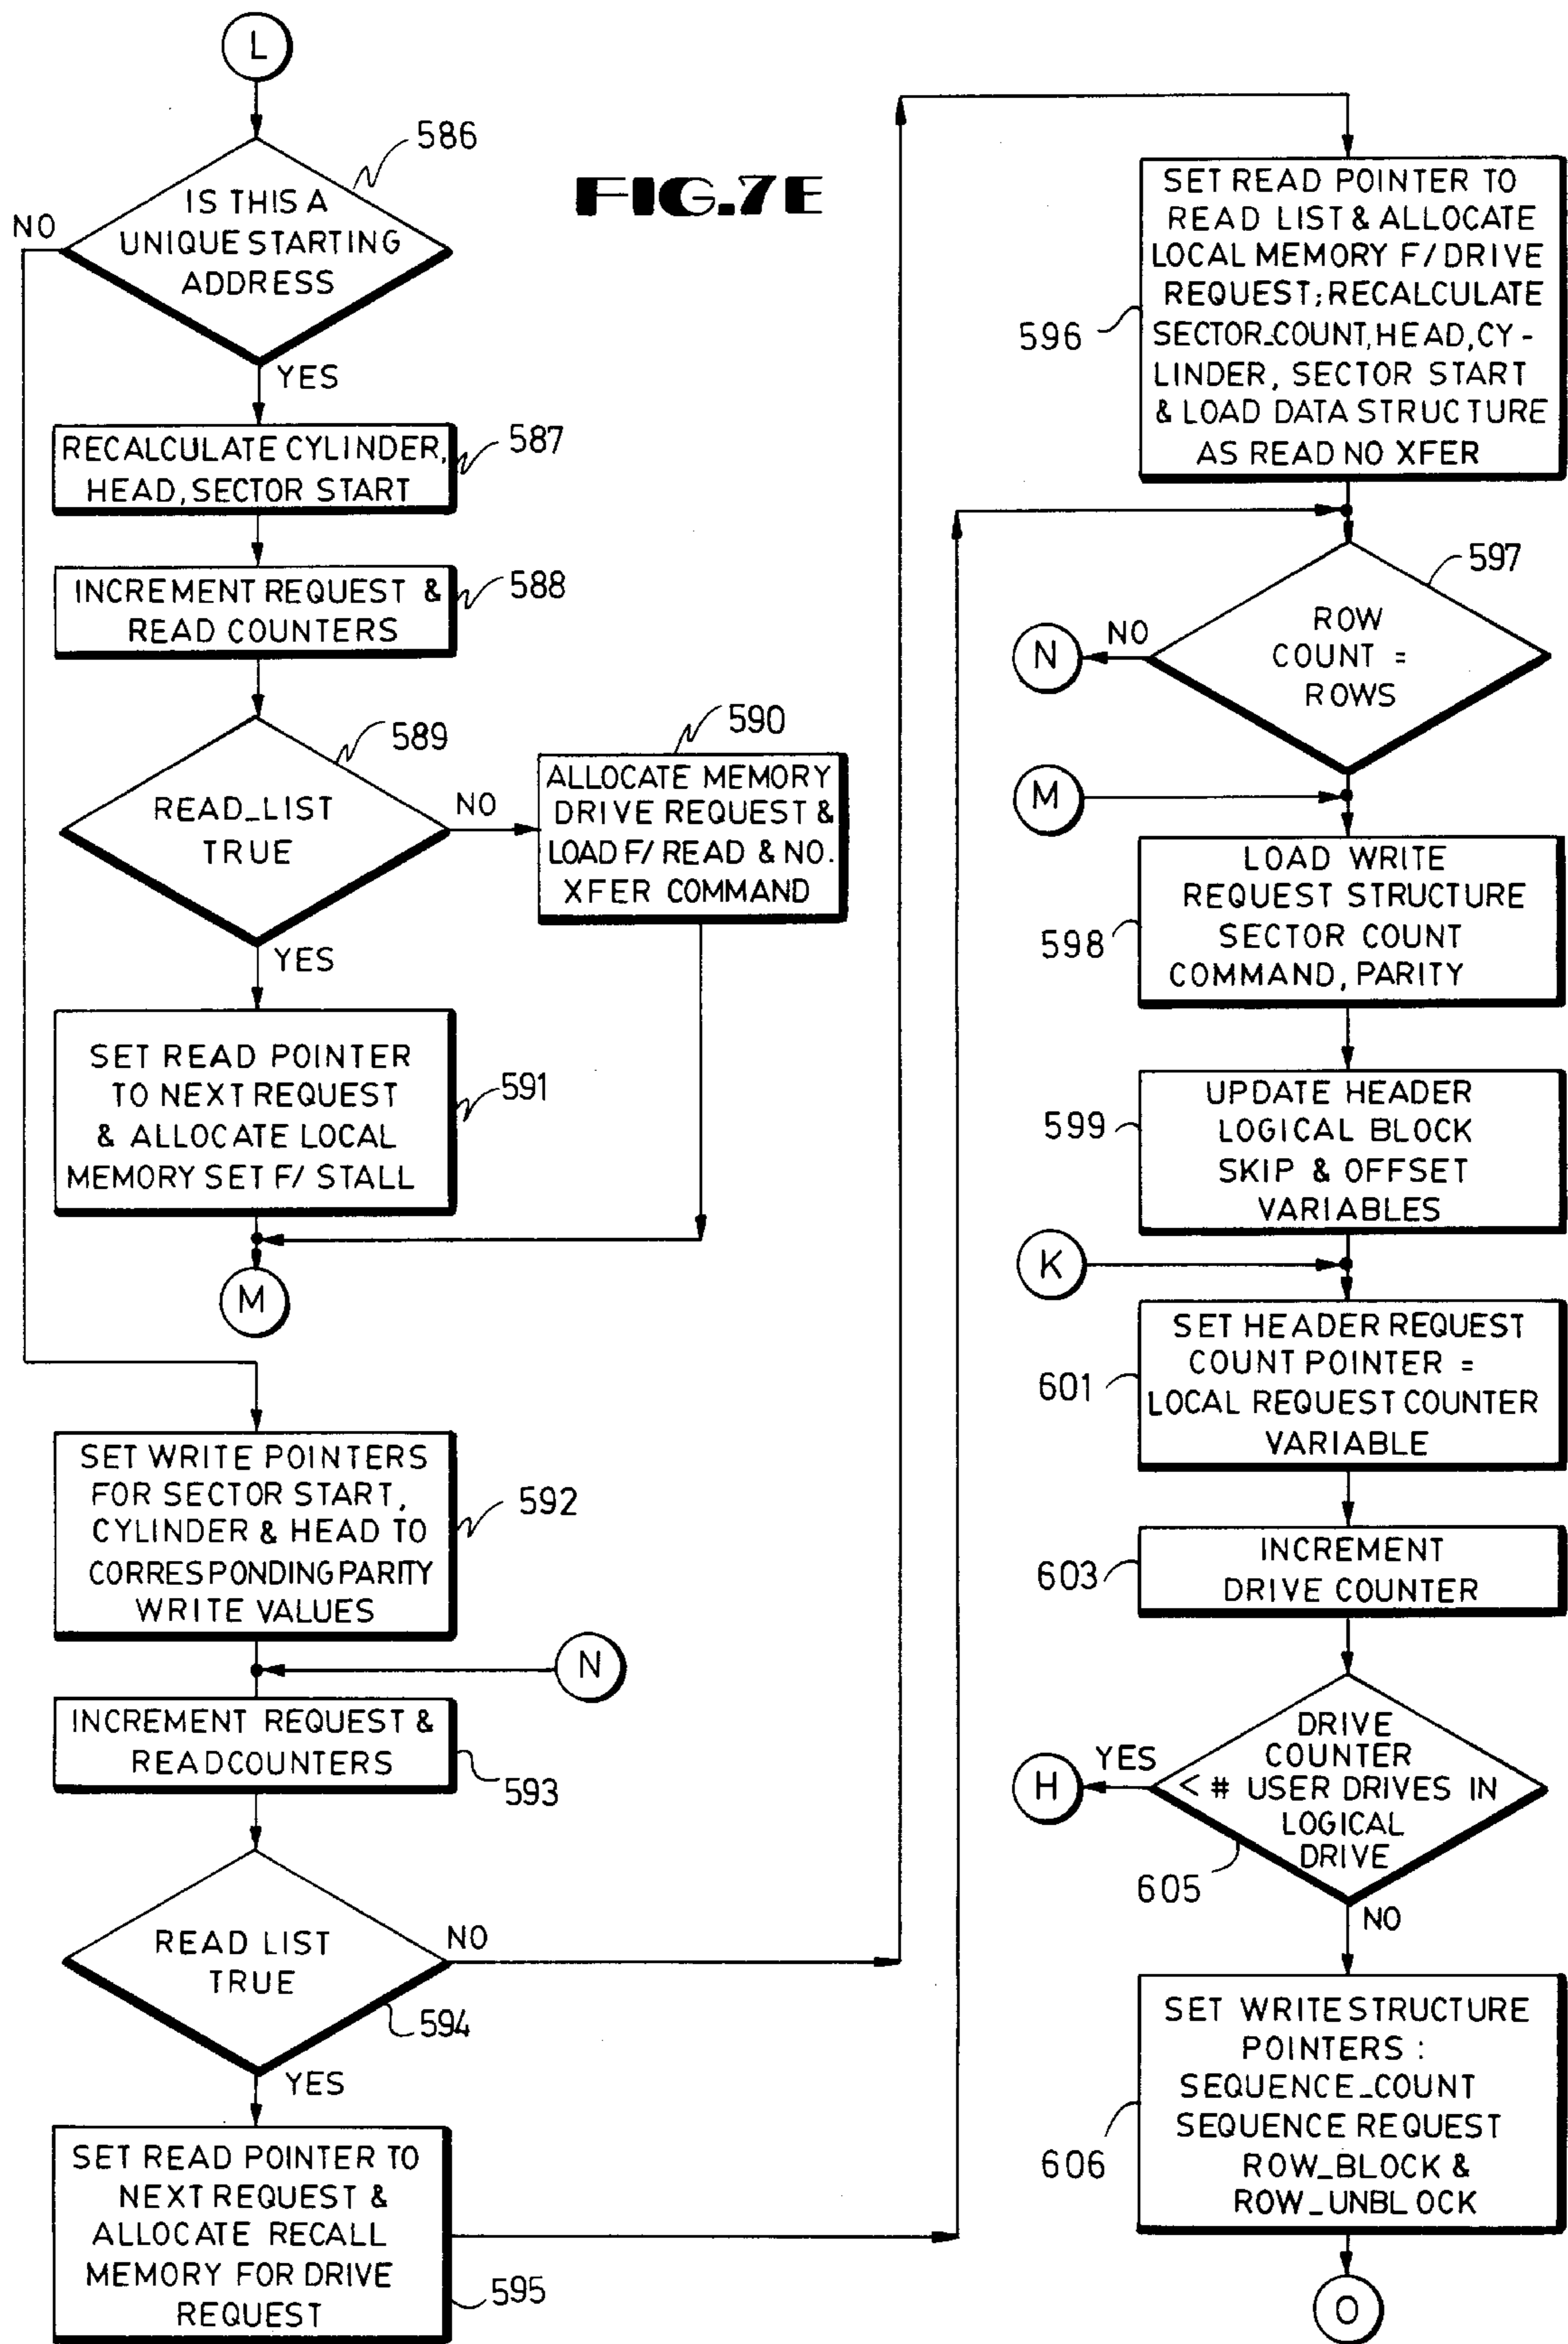 L
586
FIG.7E
IS THIS A
UNIQUE STARTING
ADDRESS
NO
YES
RECALCULATE CYLINDER,
HEAD, SECTOR START
587
INCREMENT REQUEST &
READ COUNTERS
588
589
READ_LIST
TRUE
NO
YES
590
ALLOCATE MEMORY
DRIVE REQUEST &
LOAD F/ READ & NO.
XFER COMMAND
SET READ POINTER
TO NEXT REQUEST
& ALLOCATE LOCAL
MEMORY SET F/ STALL
591
M
SET WRITE POINTERS
FOR SECTOR START,
CYLINDER & HEAD TO
CORRESPONDING PARITY
WRITE VALUES
592
N
INCREMENT REQUEST &
READ COUNTERS
593
READ LIST
TRUE
NO
594
YES
SET READ POINTER TO
NEXT REQUEST &
ALLOCATE RECALL
MEMORY FOR DRIVE
REQUEST
595
SET READ POINTER TO
READ LIST & ALLOCATE
LOCAL MEMORY F/ DRIVE
REQUEST; RECALCULATE
SECTOR_COUNT, HEAD, CY-
LINDER, SECTOR START
& LOAD DATA STRUCTURE
AS READ NO XFER
596
597
ROW
COUNT =
ROWS
NO
N
M
LOAD WRITE
REQUEST STRUCTURE
SECTOR COUNT
COMMAND, PARITY
598
UPDATE HEADER
LOGICAL BLOCK
SKIP & OFFSET
VARIABLES
599
K
SET HEADER REQUEST
COUNT POINTER =
LOCAL REQUEST COUNTER
VARIABLE
601
INCREMENT
DRIVE COUNTER
603
DRIVE
COUNTER
< # USER DRIVES IN
LOGICAL
DRIVE
YES
H
605
NO
SET WRITE STRUCTURE
POINTERS :
SEQUENCE_COUNT
SEQUENCE REQUEST
ROW_BLOCK &
ROW_UNBLOCK
606
O